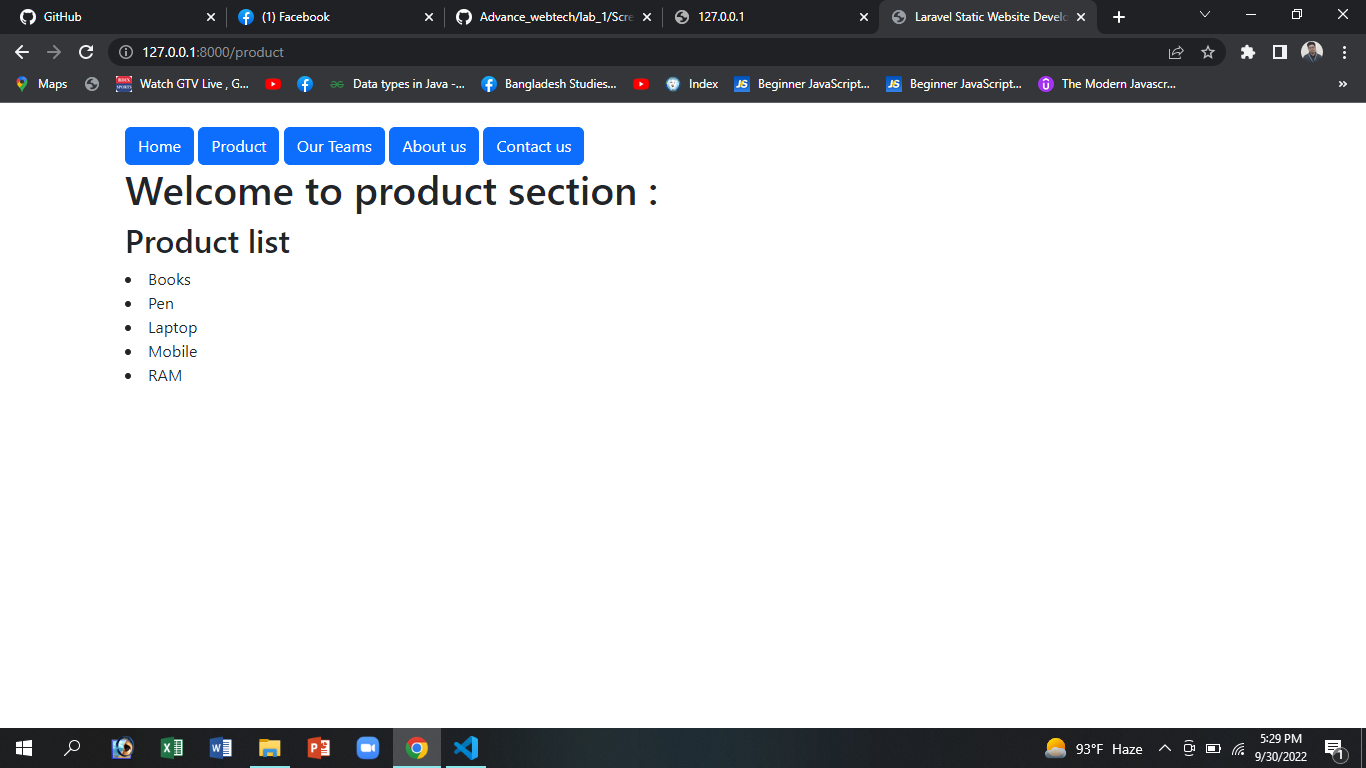 GitHub
(1) Facebook
Advance_webtech/lab_1/Scre
127.0.0.1
Laravel Static Website Develo
127.0.0.1:8000/product
Maps
Watch GTV Live , G...
Data types in Java -...
Bangladesh Studies...
Index
JS
Beginner JavaScript...
JS
Beginner JavaScript...
The Modern Javascr...
Home
Product
Our Teams
About us
Contact us
Welcome to product section :
Product list
Books
Pen
Laptop
Mobile
RAM
93°F Haze
5:29 PM
9/30/2022
1